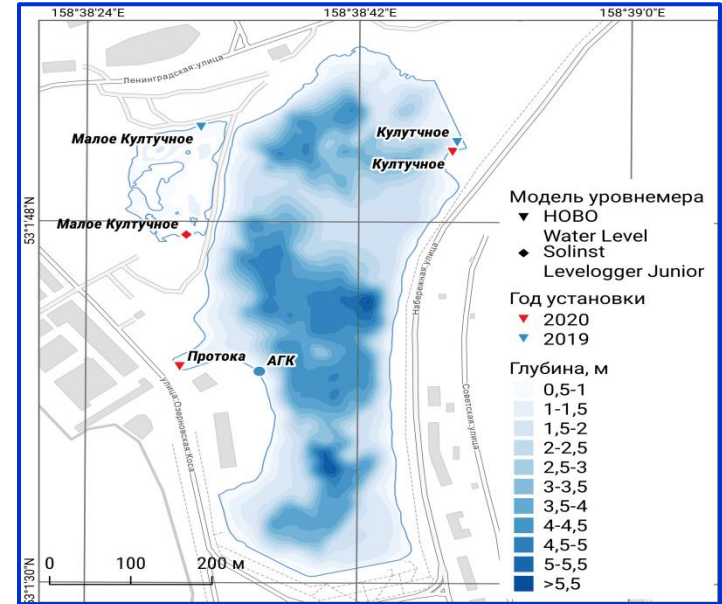 158°38'24"E
158°38'42"E
158°39'0"E
Ленинградская улица
Малое Култучное
Кулутчное
Култучное
Малое Култучное
53°1'48"N
Модель уровнемера
HOBO
Water Level
Solinst
Levelogger Junior
Набережная улица
Год установки
2020
2019
Протока
АГК
улица Озерновская Коса
Советская улица
Глубина, м
0,5-1
1-1,5
1,5-2
2-2,5
2,5-3
3-3,5
3,5-4
4-4,5
4,5-5
5-5,5
>5,5
0 100 200 м
53°1'30"N